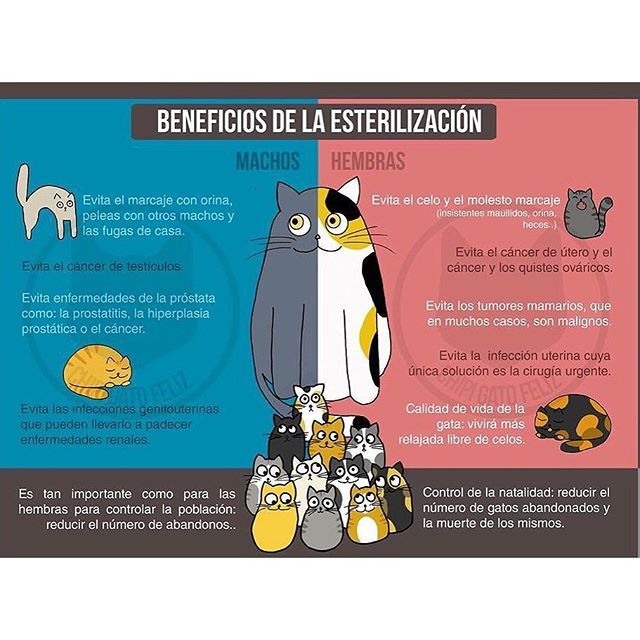 BENEFICIOS DE LA ESTERILIZACIÓN
MACHOS
Evita el marcaje con orina,
peleas con otros machos y
las fugas de casa.
Evita el cáncer de testículos.
Evita enfermedades de la próstata
como: la prostatitis, la hiperplasia
prostática o el cáncer.
Evita las infecciones genitouterinas
que pueden llevarlo a padecer
enfermedades renales.
Es tan importante como para las
hembras para controlar la población:
reducir el número de abandonos..
HEMBRAS
Evita el celo y el molesto marcaje
(insistentes maullidos, orina,
heces..)
Evita el cáncer de útero y el
cáncer y los quistes ováricos.
Evita los tumores mamarios, que
en muchos casos, son malignos.
Evita la infección uterina cuya
única solución es la cirugía urgente.
Calidad de vida de la
gata: vivirá más
relajada libre de celos.
Control de la natalidad: reducir el
número de gatos abandonados y
la muerte de los mismos.
CHIPI GATO FELIZ
CHIPI GATO FELIZ